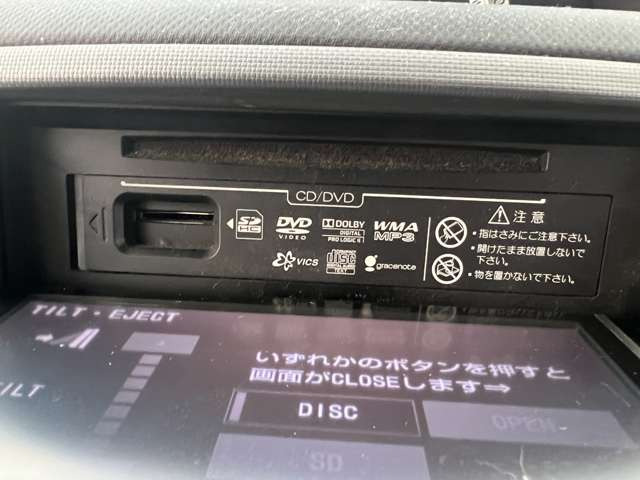 CD/DVD
SD
HC
DVD
VIDEO
DOLBY
DIGITAL
PRO LOGIC II
WMA
MP3
VICS
COMPACT
disc
DIGITAL AUDIO
TEXT
gracenote
注意
・指はさみにご注意下さい。
・開けたまま放置しないで
下さい。
・物を置かないで下さい。
TILT・EJECT
TILT
いずれかのボタンを押すと
画面がCLOSEします⇒
DISC
OPEN
SD